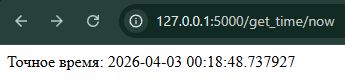 127.0.0.1:5000/get_time/now
Точное время: 2026-04-03 00:18:48.737927